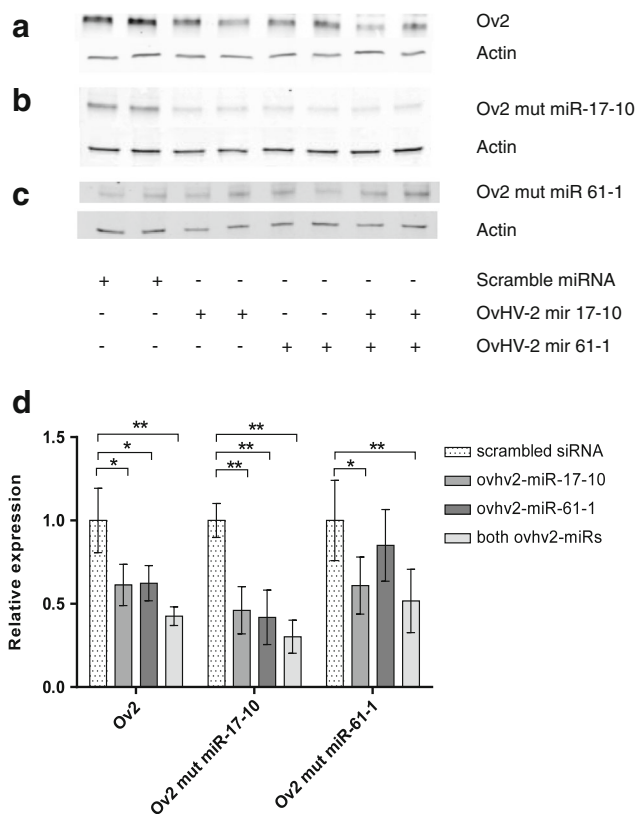 a Ov2
Actin
b Ov2 mut miR-17-10
Actin
c Ov2 mut miR 61-1
Actin
+ + - - - - - - Scramble miRNA
- - + + - - + + OvHV-2 mir 17-10
- - - - + + + + OvHV-2 mir 61-1
d
** ** **
* ** *
* **
scrambled siRNA
ovhv2-miR-17-10
ovhv2-miR-61-1
both ovhv2-miRs
Relative expression
1.5
1.0
0.5
0.0
Ov2
Ov2 mut miR-17-10
Ov2 mut miR-61-1